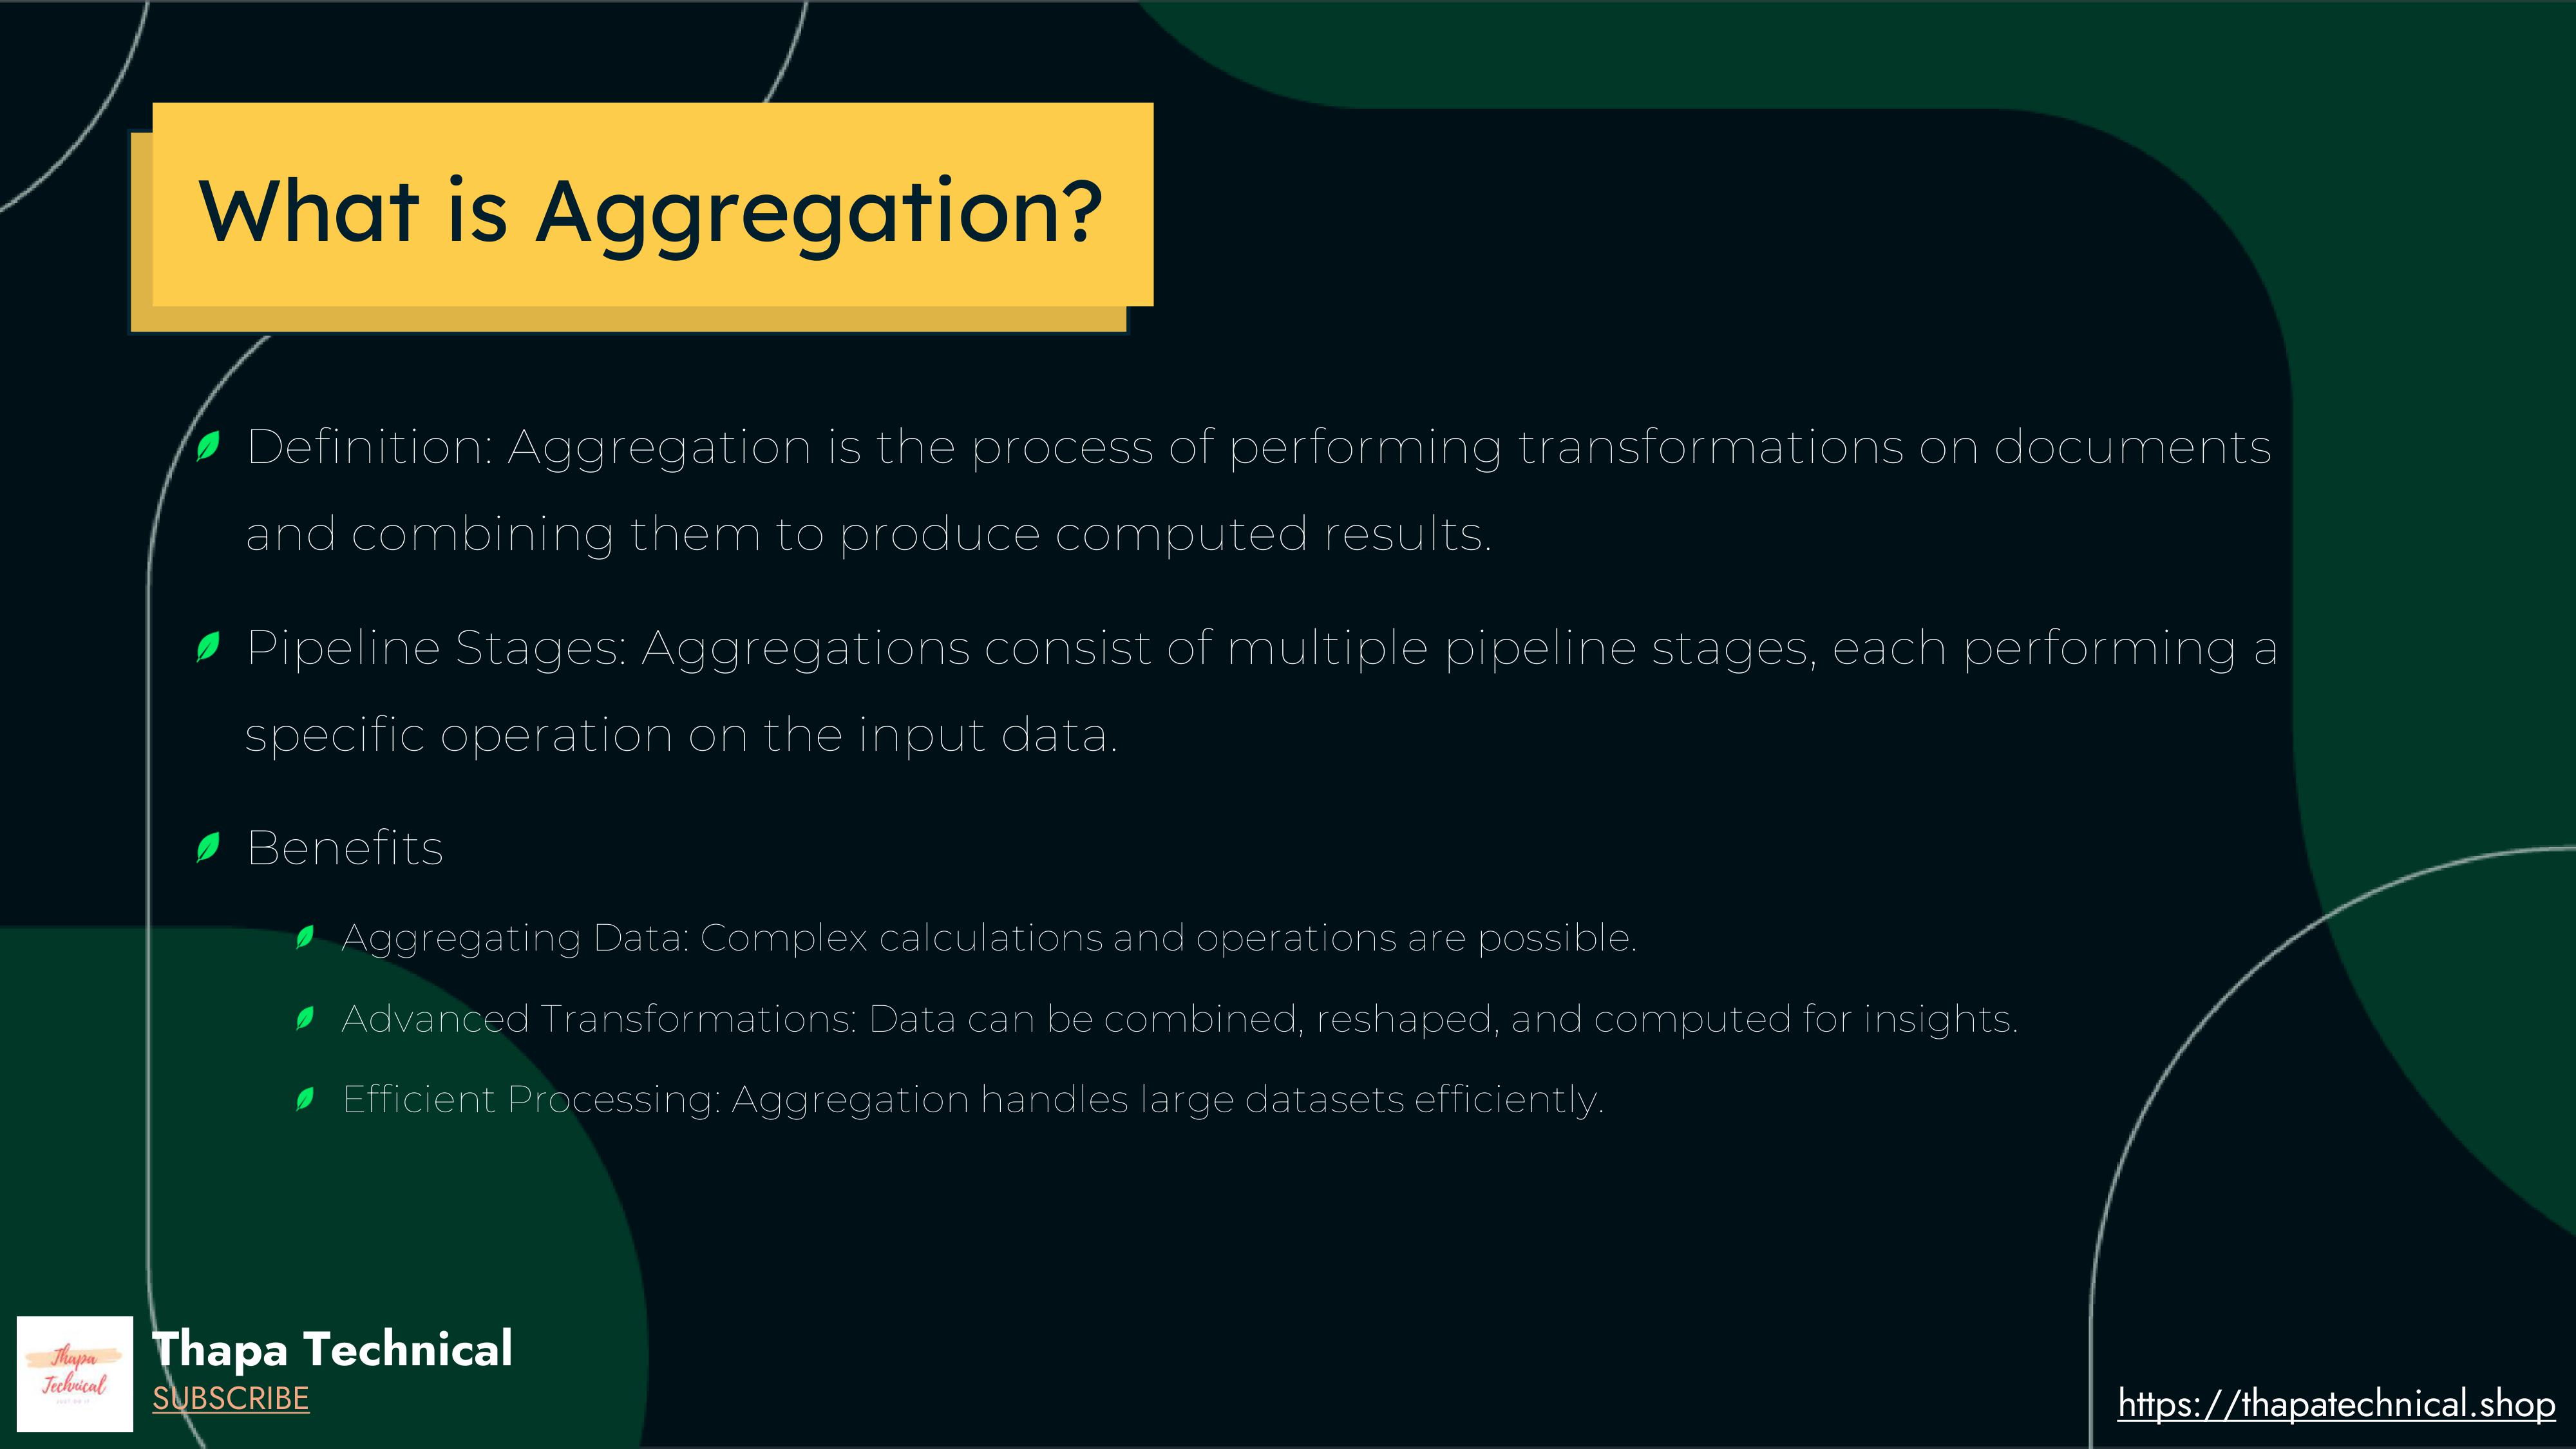 What is Aggregation?
Definition: Aggregation is the process of performing transformations on documents
and combining them to produce computed results.
Pipeline Stages: Aggregations consist of multiple pipeline stages, each performing a
specific operation on the input data.
Benefits
Aggregating Data: Complex calculations and operations are possible.
Advanced Transformations: Data can be combined, reshaped, and computed for insights.
Efficient Processing: Aggregation handles large datasets efficiently.
Thapa
Technical
Thapa Technical
SUBSCRIBE
https://thapatechnical.shop